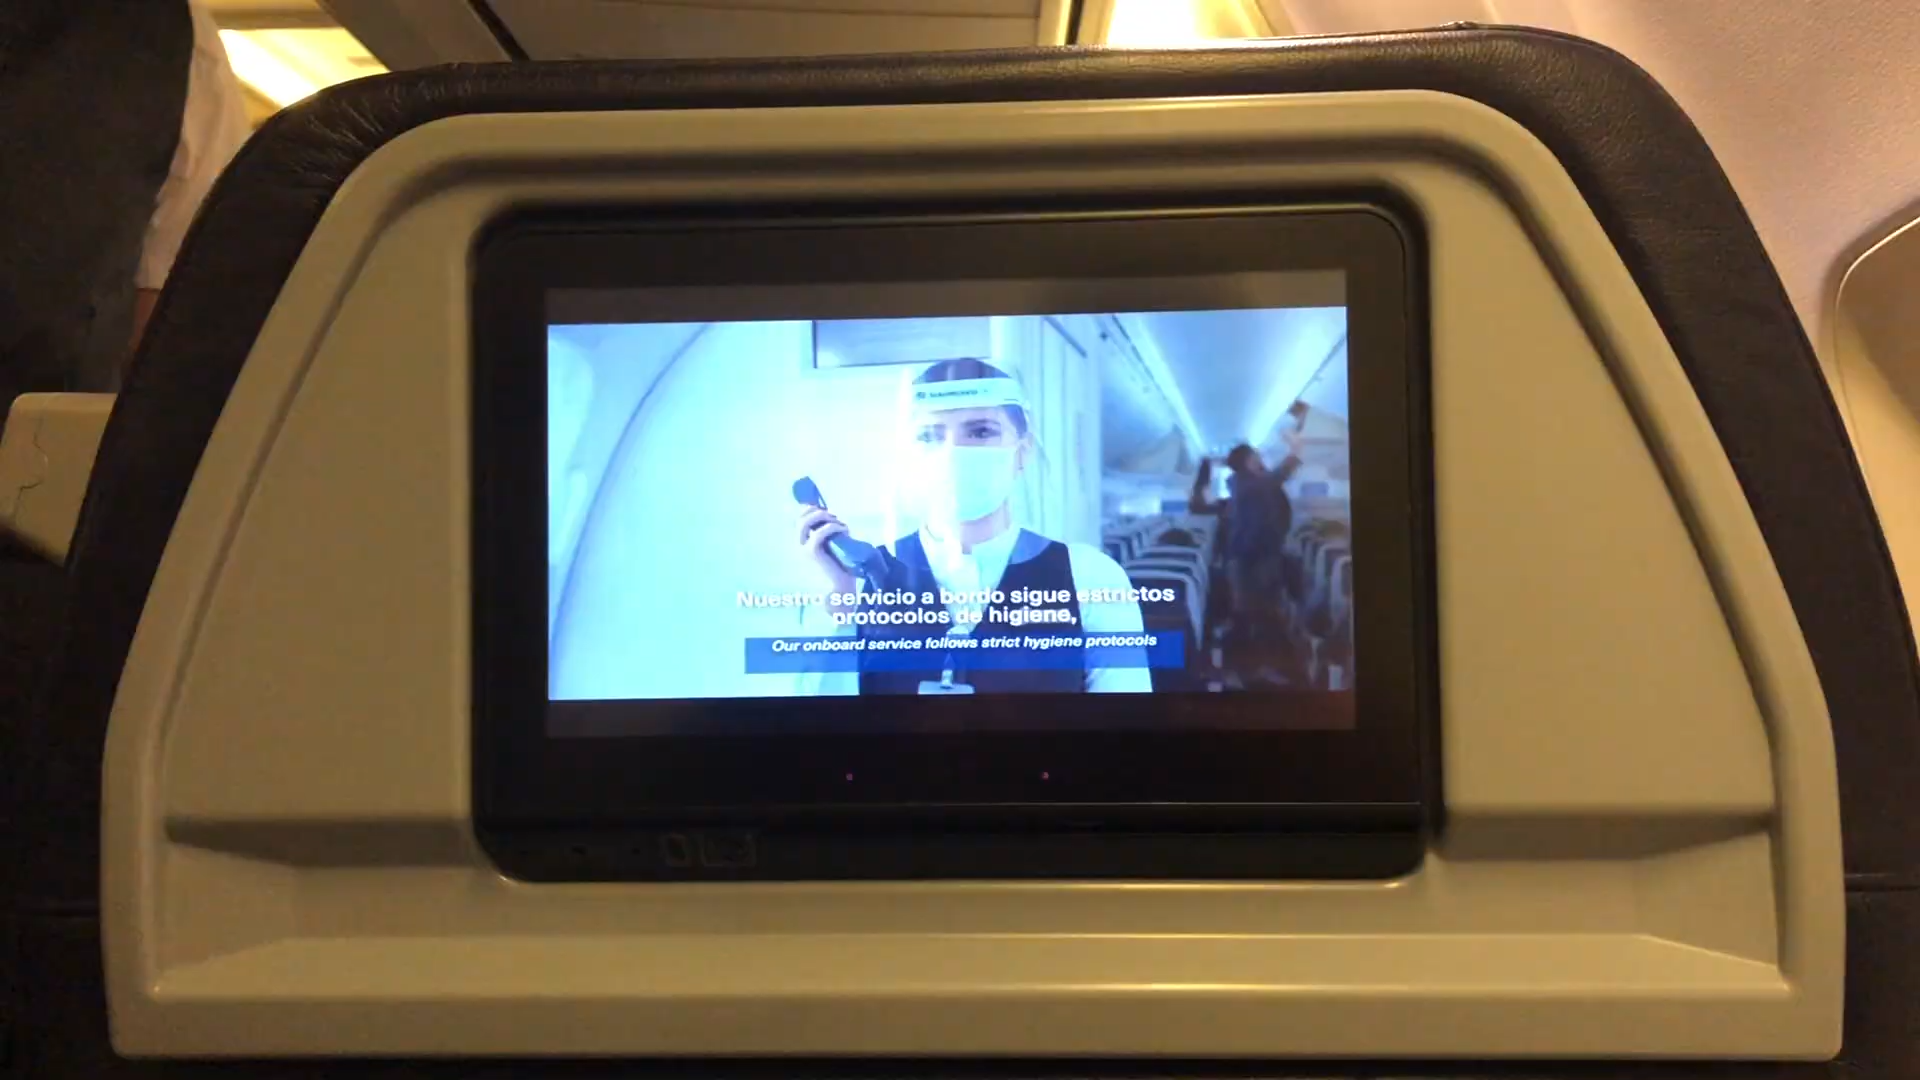 Nuestro servicio a bordo sigue estrictos
protocolos de higiene,
Our onboard service follows strict hygiene protocols